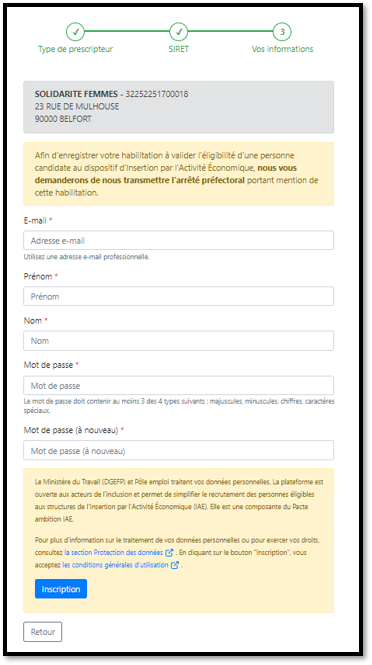 ✓ ✓ 3
Type de prescripteur SIRET Vos informations
SOLIDARITE FEMMES - 32252251700018
23 RUE DE MULHOUSE
90000 BELFORT
Afin d'enregistrer votre habilitation à valider l'éligibilité d'une personne
candidate au dispositif d'Insertion par l'Activité Économique, nous vous
demanderons de nous transmettre l'arrêté préfectoral portant mention de
cette habilitation.
E-mail *
Adresse e-mail
Utilisez une adresse e-mail professionnelle.
Prénom *
Prénom
Nom *
Nom
Mot de passe *
Mot de passe
Le mot de passe doit contenir au moins 3 des 4 types suivants : majuscules, minuscules, chiffres, caractères
spéciaux.
Mot de passe (à nouveau) *
Mot de passe (à nouveau)
Le Ministère du Travail (DGEFP) et Pôle emploi traitent vos données personnelles. La plateforme est
ouverte aux acteurs de l'inclusion et permet de simplifier le recrutement des personnes éligibles
aux structures de l'Insertion par l'Activité Économique (IAE). Elle est une composante du Pacte
ambition IAE.
Pour plus d'information sur le traitement de vos données personnelles ou pour exercer vos droits,
consultez la section Protection des données . En cliquant sur le bouton "Inscription", vous
acceptez les conditions générales d'utilisation .
Inscription
Retour